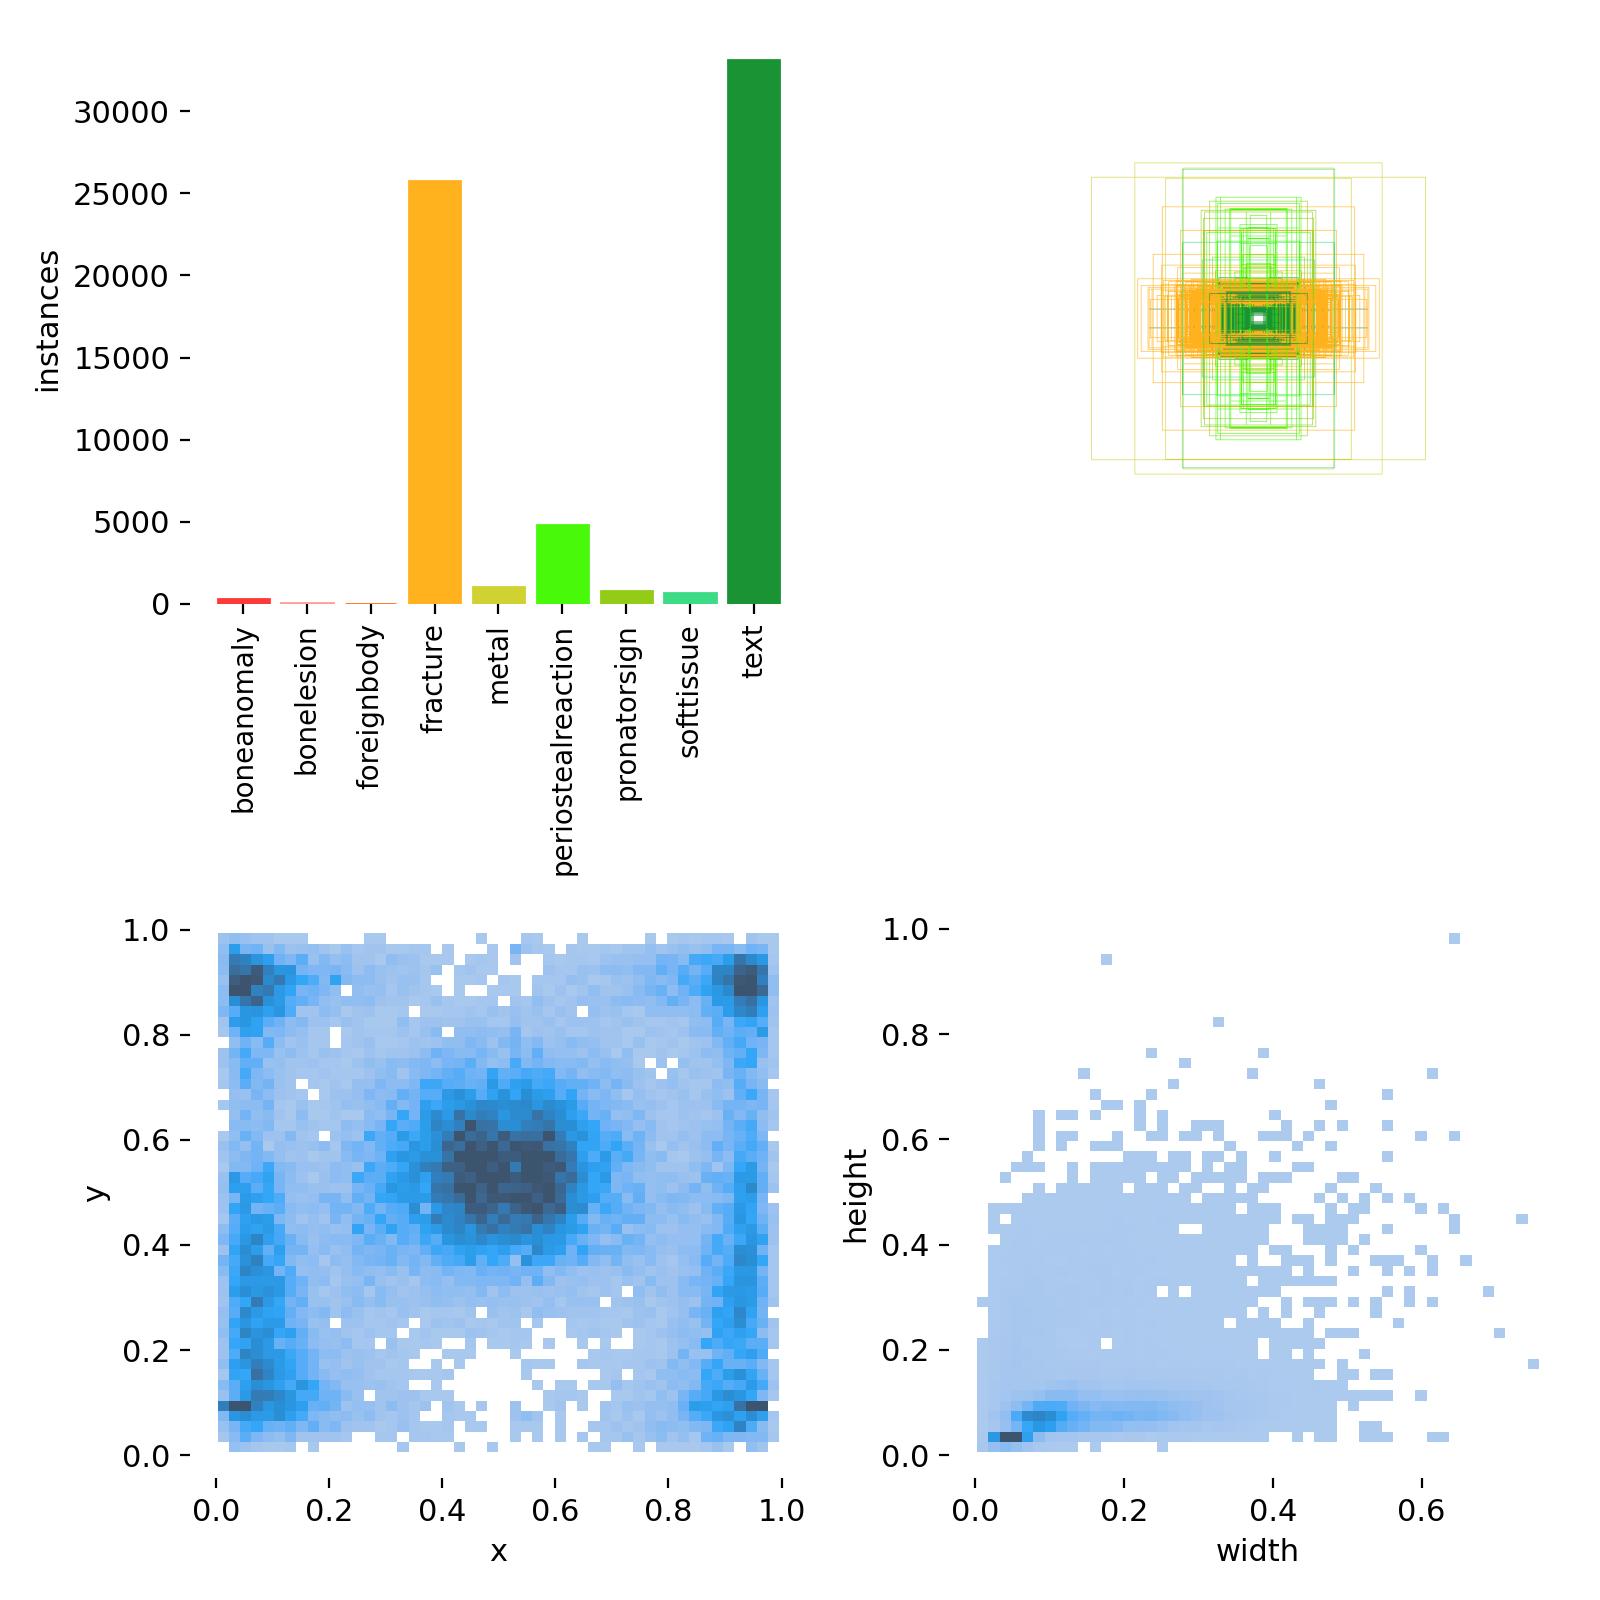 instances
30000
25000
20000
15000
10000
5000
0
boneanomaly
bonelesion
foreignbody
fracture
metal
periostealreaction
pronatorsign
softtissue
text
y
1.0
0.8
0.6
0.4
0.2
0.0
0.0 0.2 0.4 0.6 0.8 1.0
x
height
1.0
0.8
0.6
0.4
0.2
0.0
0.0 0.2 0.4 0.6
width